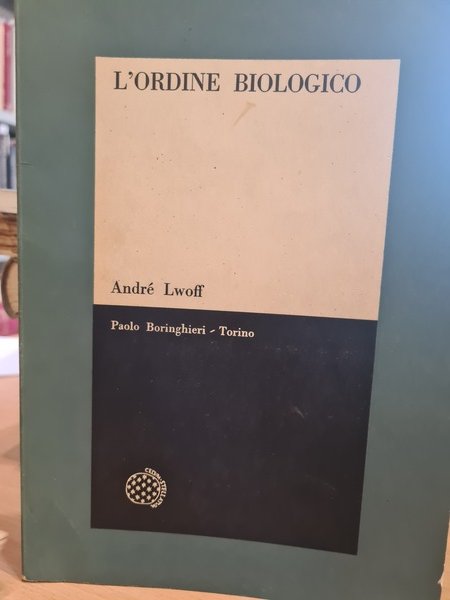 L'ORDINE BIOLOGICO
André Lwoff
Paolo Boringhieri - Torino